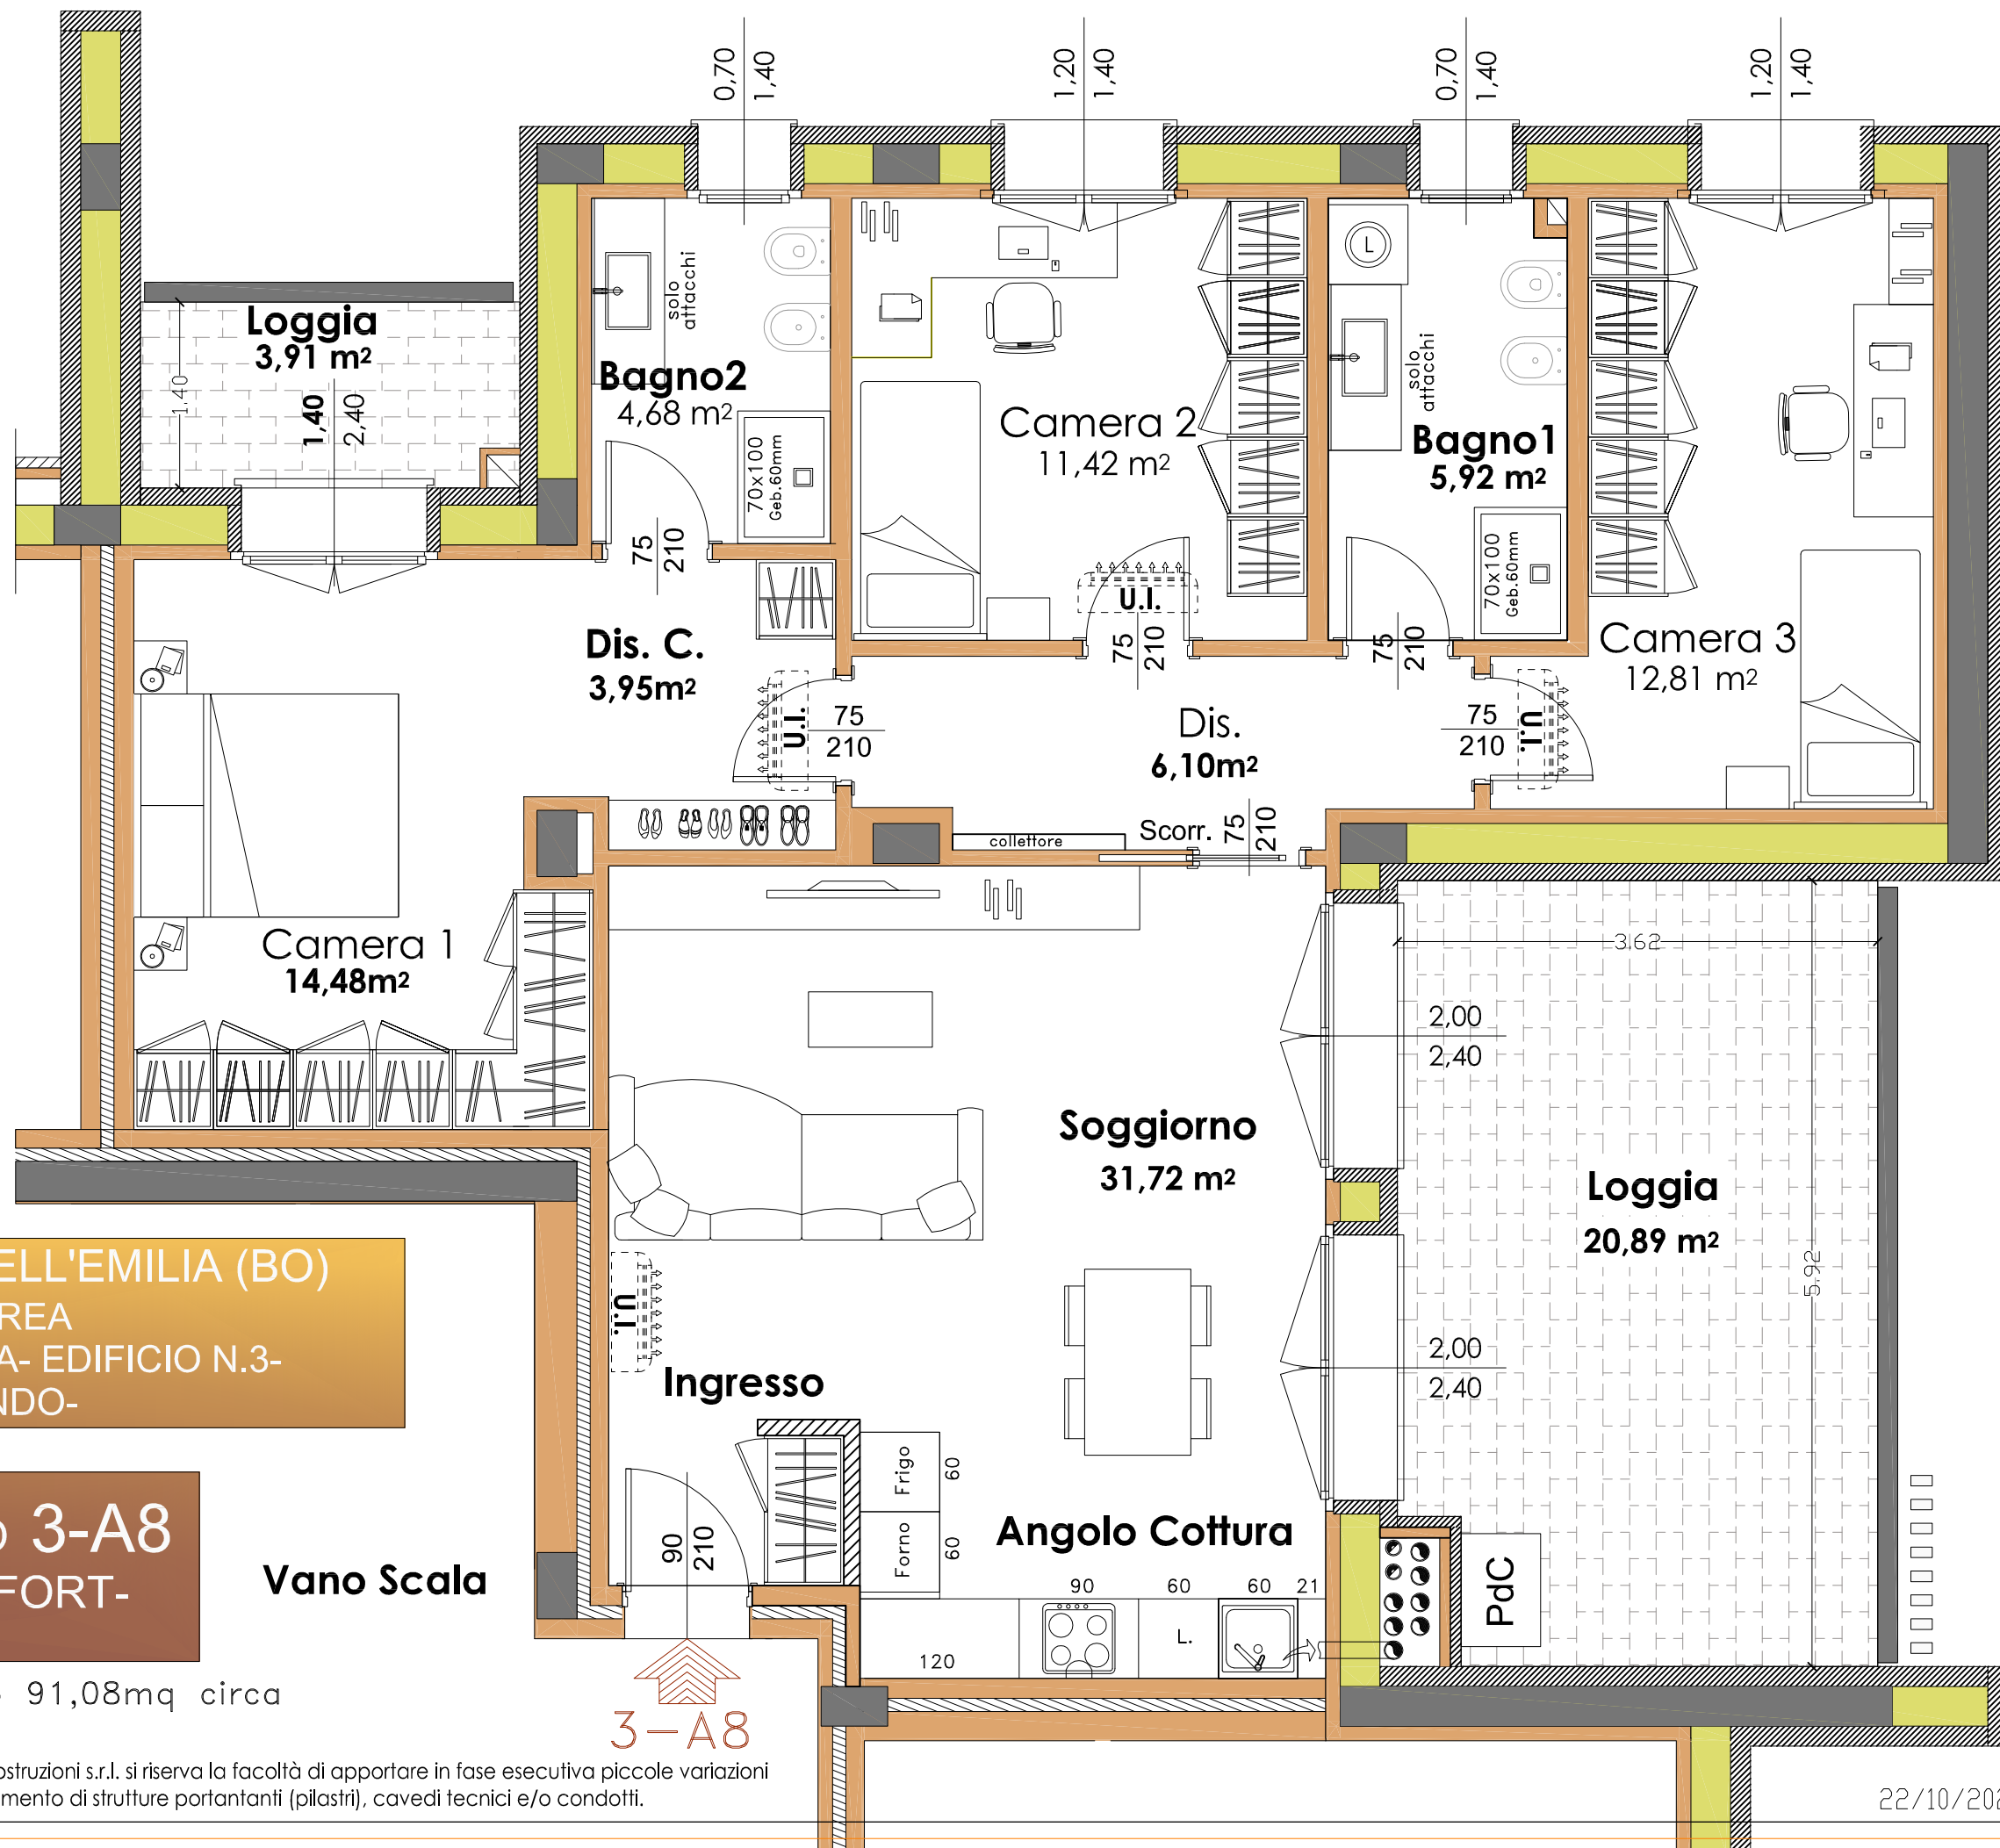 0,70
1,40
1,20
1,40
0,70
1,40
1,20
1,40
Loggia
3,91 m²
1.40
1,40
2,40
solo
attacchi
Bagno2
4,68 m²
70x100
Geb.60mm
75
210
Camera 2
11,42 m²
U.I.
75
210
L
solo
attacchi
Bagno1
5,92 m²
70x100
Geb.60mm
75
210
Camera 3
12,81 m²
Dis. C.
3,95m²
U.I.
75
210
Dis.
6,10m²
75
210
U.I.
collettore
Scorr.
75
210
Camera 1
14,48m²
3.62
2,00
2,40
Soggiorno
31,72 m²
Loggia
20,89 m²
5.92
2,00
2,40
U.I.
Ingresso
Frigo
60
Forno
60
Angolo Cottura
90
60
60
21
L.
120
PdC
90
210
3-A8
Vano Scala
ELL'EMILIA (BO)
REA
A- EDIFICIO N.3-
NDO-
3-A8
FORT-
91,08mq circa
ostruzioni s.r.l. si riserva la facoltà di apportare in fase esecutiva piccole variazioni
mento di strutture portantanti (pilastri), cavedi tecnici e/o condotti.
22/10/202